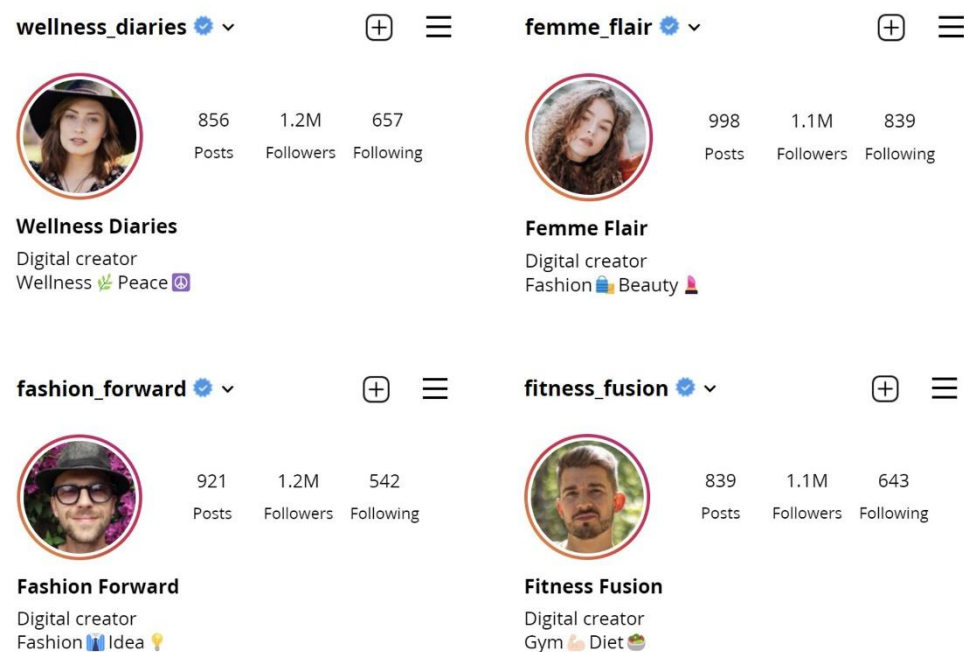 wellness_diaries
856 1.2M 657
Posts Followers Following
Wellness Diaries
Digital creator
Wellness 🌿 Peace ☮️
femme_flair
998 1.1M 839
Posts Followers Following
Femme Flair
Digital creator
Fashion 🛍️ Beauty 💄
fashion_forward
921 1.2M 542
Posts Followers Following
Fashion Forward
Digital creator
Fashion 👔 Idea 💡
fitness_fusion
839 1.1M 643
Posts Followers Following
Fitness Fusion
Digital creator
Gym 💪🏻 Diet 🥗